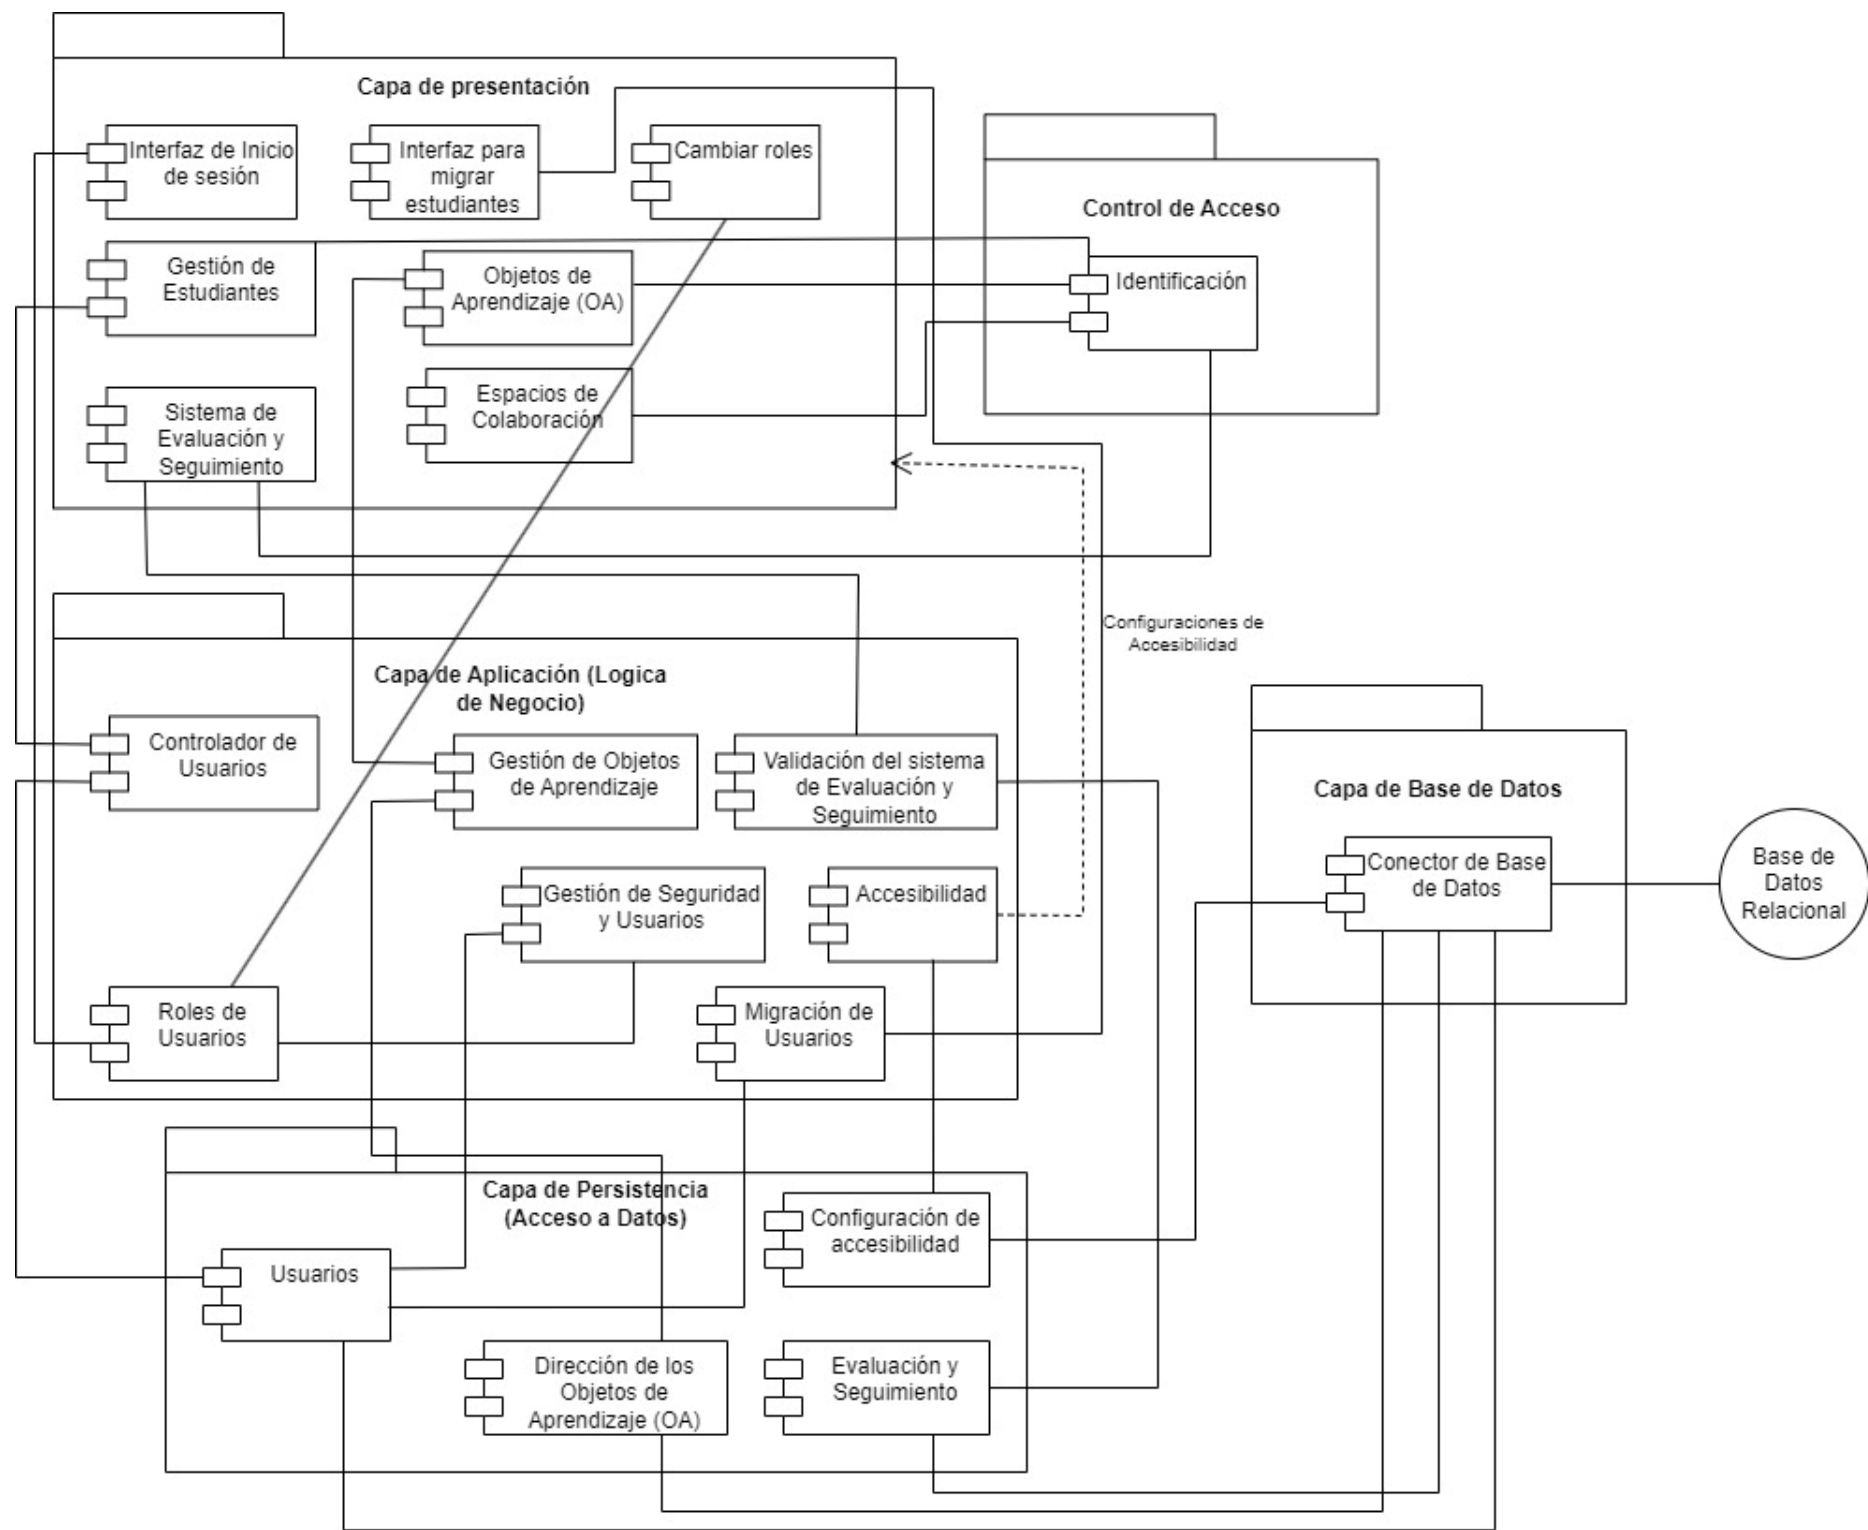 Capa de presentación
Interfaz de Inicio
de sesión
Interfaz para
migrar
estudiantes
Cambiar roles
Gestión de
Estudiantes
Objetos de
Aprendizaje (OA)
Sistema de
Evaluación y
Seguimiento
Espacios de
Colaboración
Control de Acceso
Identificación
Configuraciones de
Accesibilidad
Capa de Aplicación (Logica
de Negocio)
Controlador de
Usuarios
Gestión de Objetos
de Aprendizaje
Validación del sistema
de Evaluación y
Seguimiento
Gestión de Seguridad
y Usuarios
Accesibilidad
Roles de
Usuarios
Migración de
Usuarios
Capa de Base de Datos
Conector de Base
de Datos
Base de
Datos
Relacional
Capa de Persistencia
(Acceso a Datos)
Usuarios
Configuración de
accesibilidad
Dirección de los
Objetos de
Aprendizaje (OA)
Evaluación y
Seguimiento